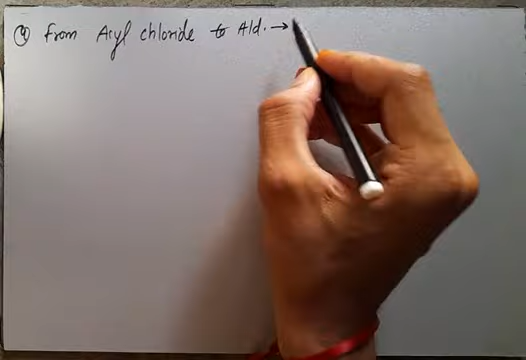 ④ From Acyl chloride to Ald. →